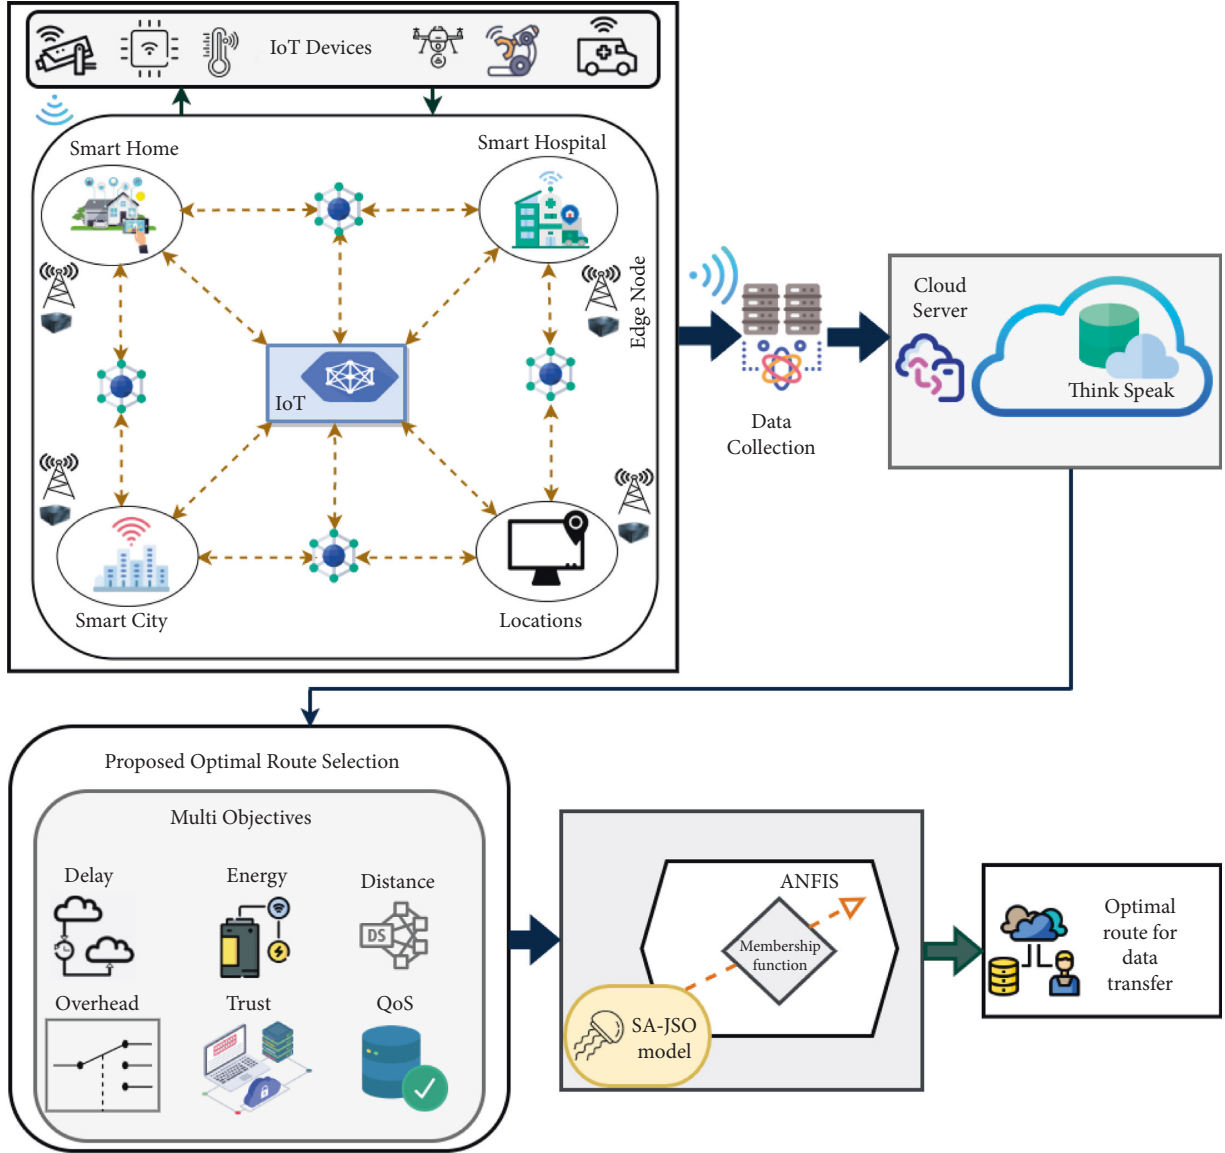 IoT Devices
Smart Home
Smart Hospital
Edge Node
IoT
Smart City
Locations
Data
Collection
Cloud
Server
Think Speak
Proposed Optimal Route Selection
Multi Objectives
Delay
Energy
Distance
DS
Overhead
Trust
QoS
ANFIS
Membership
function
SA-JSO
model
Optimal
route for
data
transfer